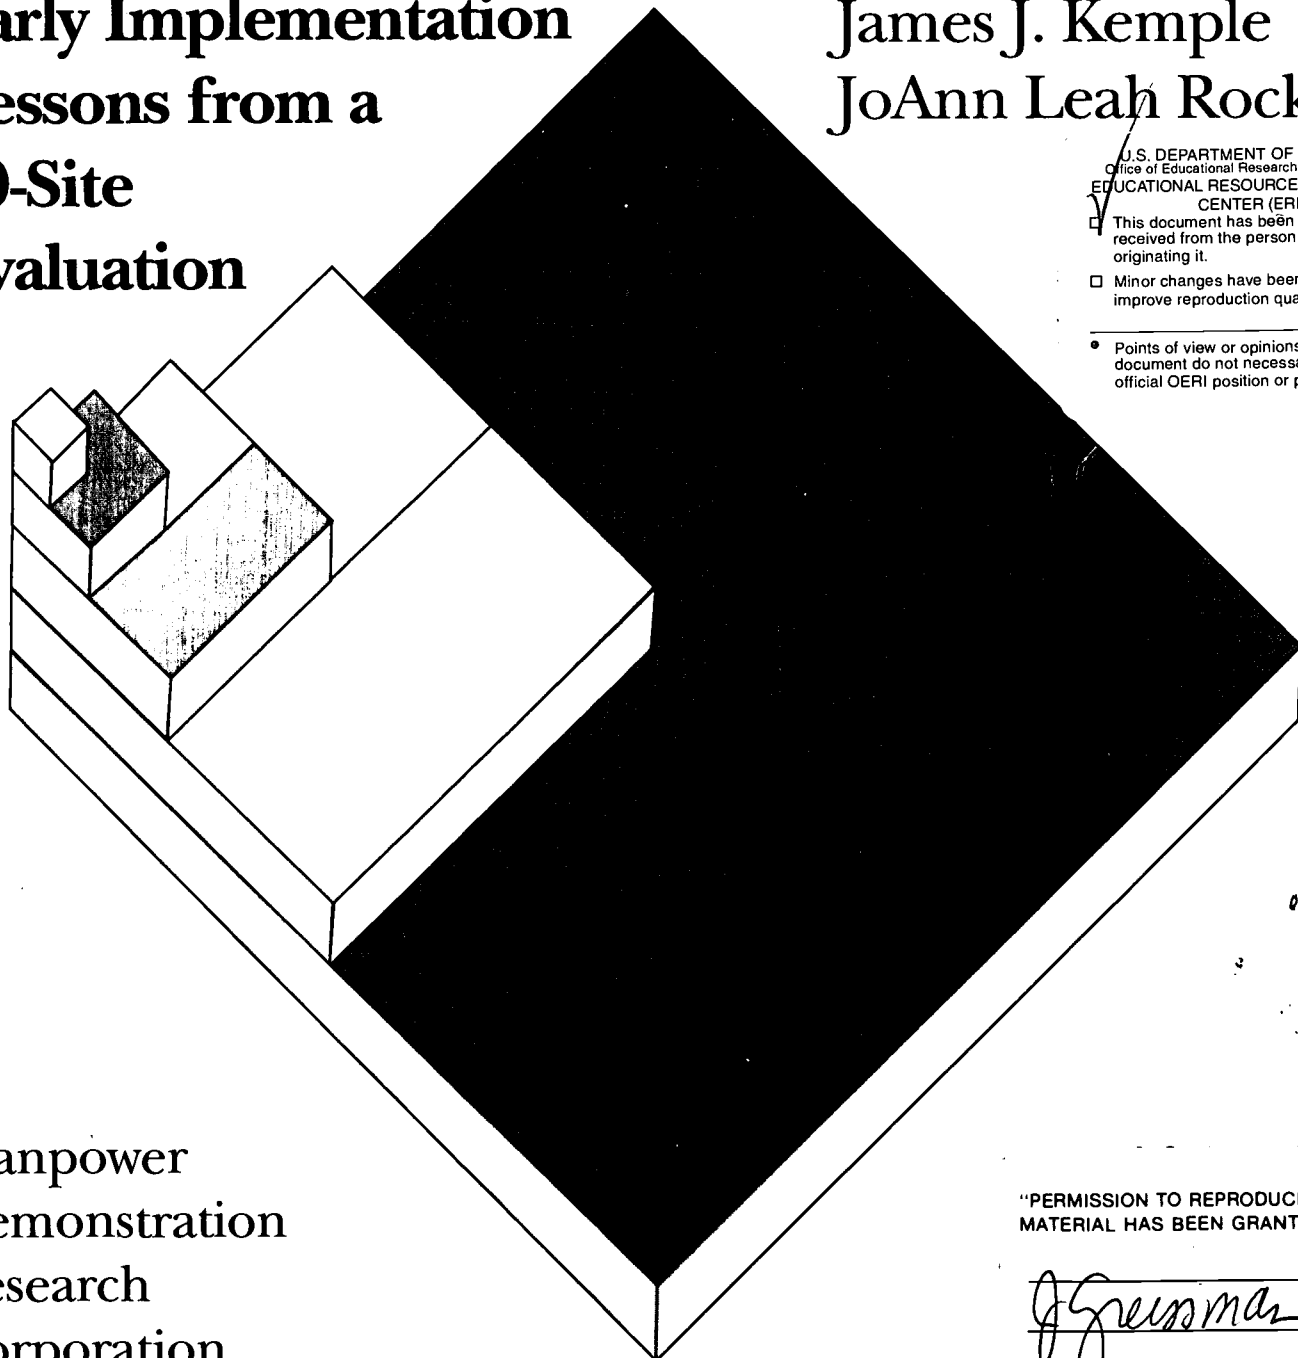 arly Implementation
essons from a
0-Site
valuation
James J. Kemple
JoAnn Leah Rock
U.S. DEPARTMENT OF
Office of Educational Research
EDUCATIONAL RESOURCE
CENTER (ERI
This document has been
received from the person
originating it.
Minor changes have been
improve reproduction qua
Points of view or opinions
document do not necessa
official OERI position or p
anpower
emonstration
esearch
orporation
"PERMISSION TO REPRODUC
MATERIAL HAS BEEN GRANT